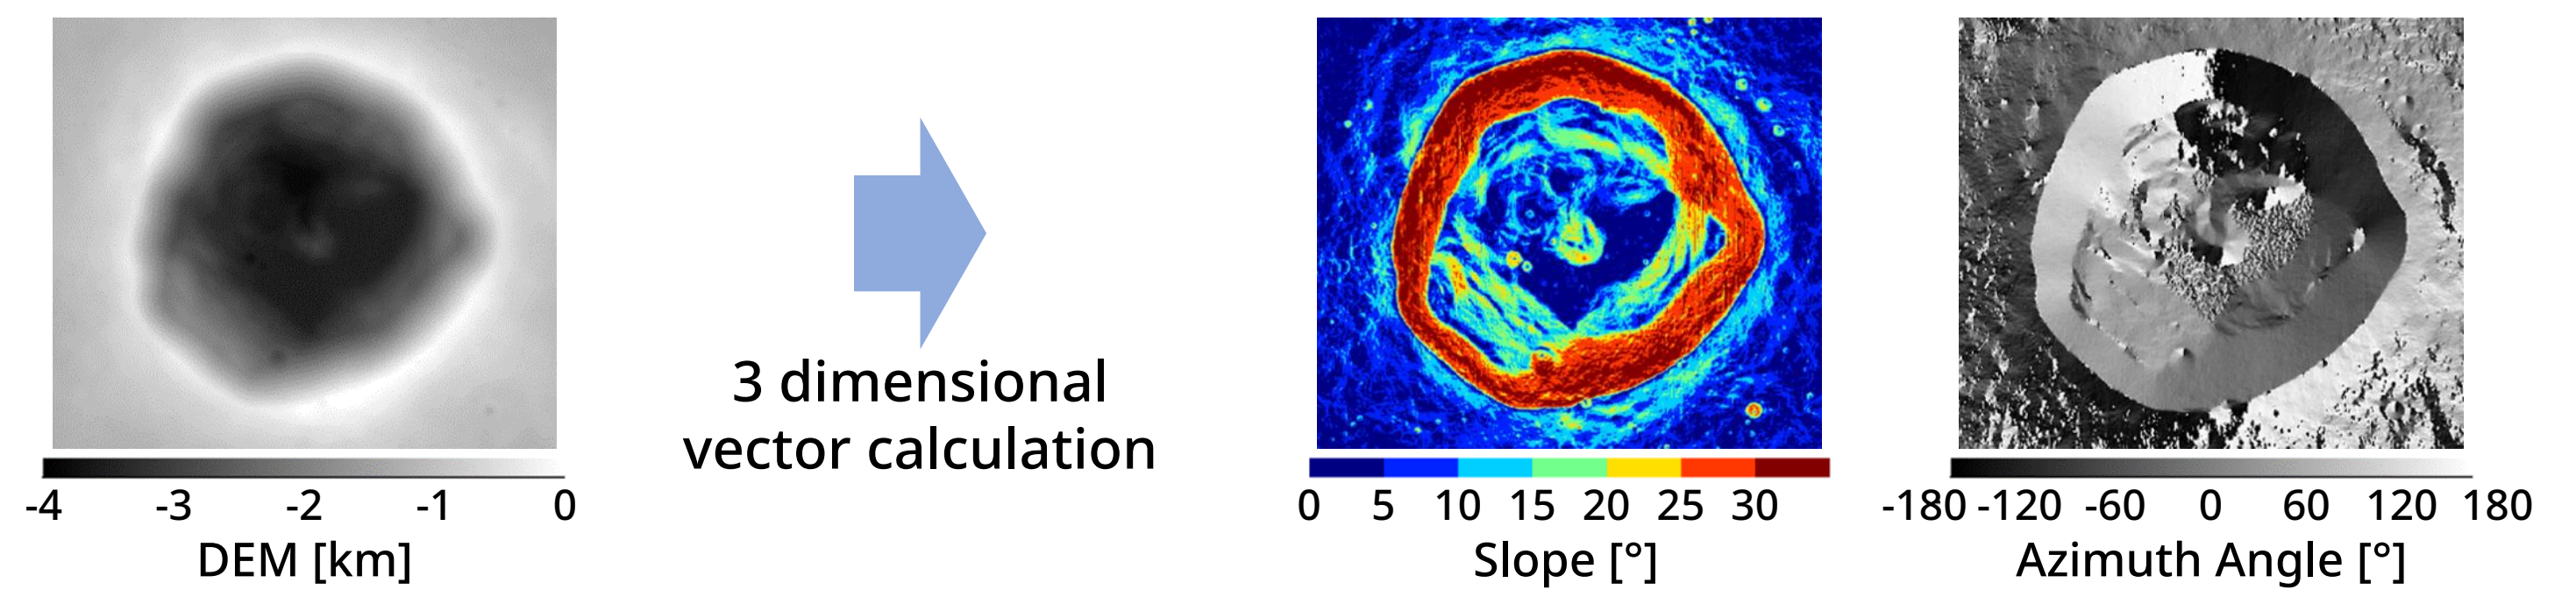 3 dimensional
vector calculation
-4 -3 -2 -1 0
DEM [km]
0 5 10 15 20 25 30
Slope [°]
-180 -120 -60 0 60 120 180
Azimuth Angle [°]